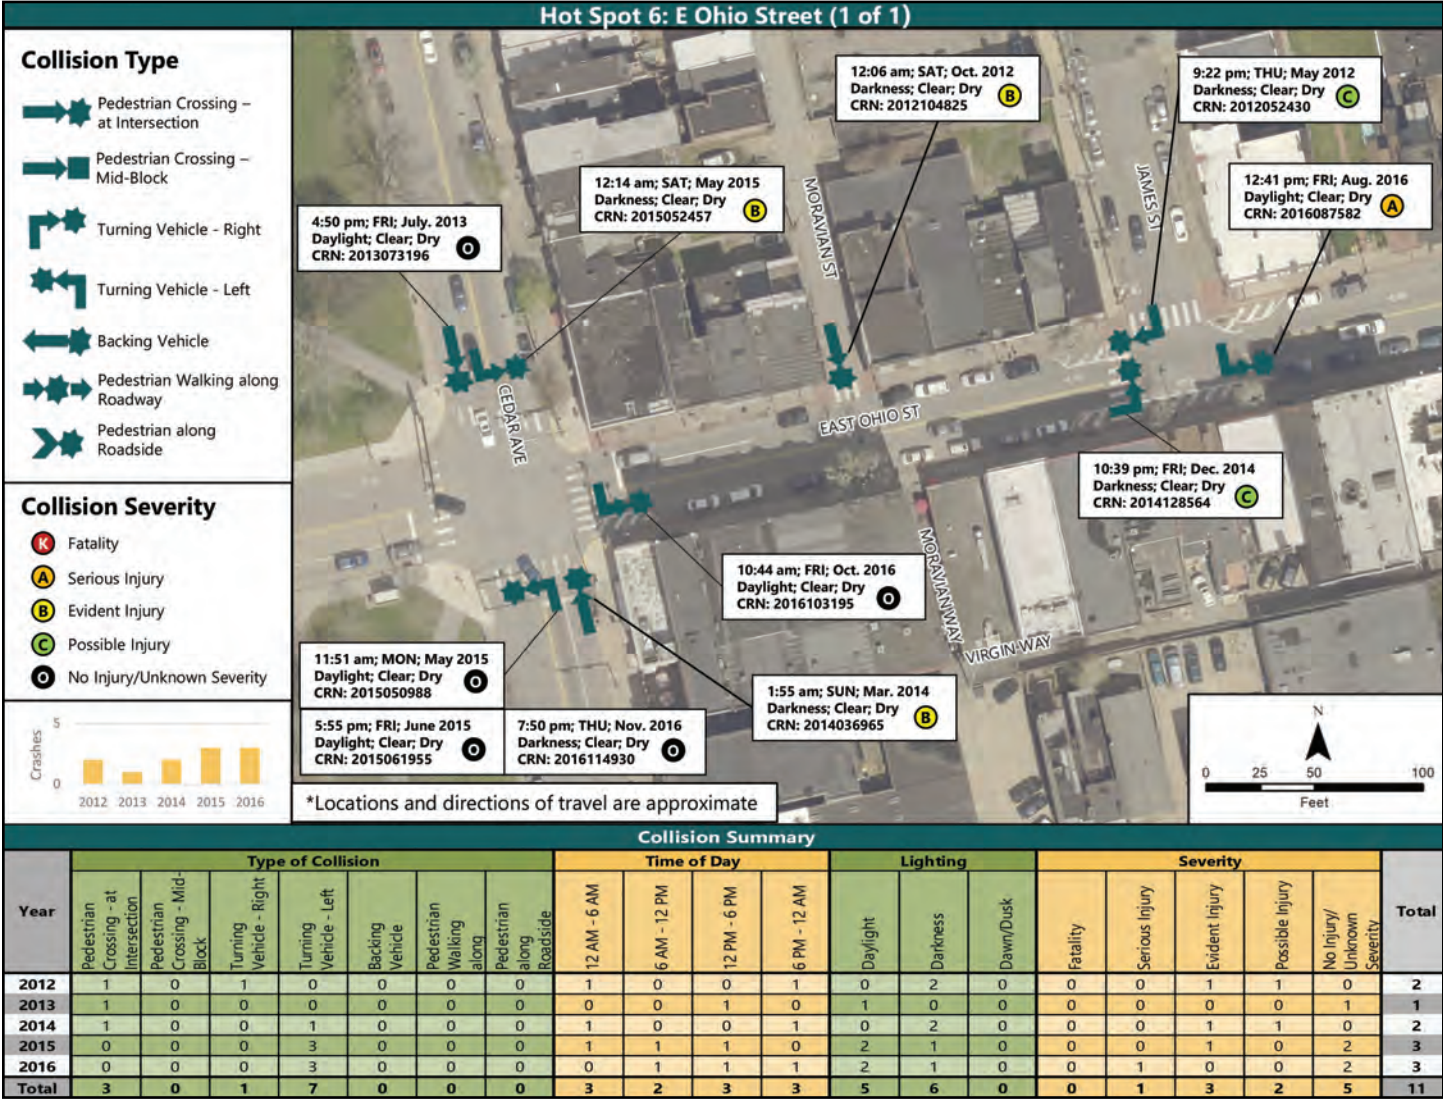 Hot Spot 6: E Ohio Street (1 of 1)
Collision Type
Pedestrian Crossing –
at Intersection
Pedestrian Crossing –
Mid-Block
Turning Vehicle - Right
Turning Vehicle - Left
Backing Vehicle
Pedestrian Walking along
Roadway
Pedestrian along
Roadside
Collision Severity
K Fatality
A Serious Injury
B Evident Injury
C Possible Injury
O No Injury/Unknown Severity
Crashes
5
0
2012 2013 2014 2015 2016
4:50 pm; FRI; July. 2013
Daylight; Clear; Dry
CRN: 2013073196
O
12:14 am; SAT; May 2015
Darkness; Clear; Dry
CRN: 2015052457
B
12:06 am; SAT; Oct. 2012
Darkness; Clear; Dry
CRN: 2012104825
B
9:22 pm; THU; May 2012
Darkness; Clear; Dry
CRN: 2012052430
C
12:41 pm; FRI; Aug. 2016
Daylight; Clear; Dry
CRN: 2016087582
A
MORAVIAN ST
JAMES ST
CEDAR AVE
EAST OHIO ST
10:39 pm; FRI; Dec. 2014
Darkness; Clear; Dry
CRN: 2014128564
C
10:44 am; FRI; Oct. 2016
Daylight; Clear; Dry
CRN: 2016103195
O
MORAVIAN WAY
VIRGIN WAY
11:51 am; MON; May 2015
Daylight; Clear; Dry
CRN: 2015050988
O
5:55 pm; FRI; June 2015
Daylight; Clear; Dry
CRN: 2015061955
O
7:50 pm; THU; Nov. 2016
Darkness; Clear; Dry
CRN: 2016114930
O
1:55 am; SUN; Mar. 2014
Darkness; Clear; Dry
CRN: 2014036965
B
*Locations and directions of travel are approximate
N
0 25 50 100
Feet
Collision Summary
Year Type of Collision Time of Day Lighting Severity Total
Pedestrian
Crossing - at
Intersection
Pedestrian
Crossing - Mid-
Block
Turning
Vehicle - Right
Turning
Vehicle - Left
Backing
Vehicle
Pedestrian
Walking
along
Pedestrian
along
Roadside
12 AM - 6 AM
6 AM - 12 PM
12 PM - 6 PM
6 PM - 12 AM
Daylight
Darkness
Dawn/Dusk
Fatality
Serious Injury
Evident Injury
Possible Injury
No Injury/
Unknown
Severity
2012 1 0 1 0 0 0 0 1 0 0 1 0 2 0 0 0 1 1 0 2
2013 1 0 0 0 0 0 0 0 0 1 0 1 0 0 0 0 0 0 1 1
2014 1 0 0 1 0 0 0 1 0 0 1 0 2 0 0 0 1 1 0 2
2015 0 0 0 3 0 0 0 1 1 1 0 2 1 0 0 0 1 0 2 3
2016 0 0 0 3 0 0 0 0 1 1 1 2 1 0 0 1 0 0 2 3
Total 3 0 1 7 0 0 0 3 2 3 3 5 6 0 0 1 3 2 5 11